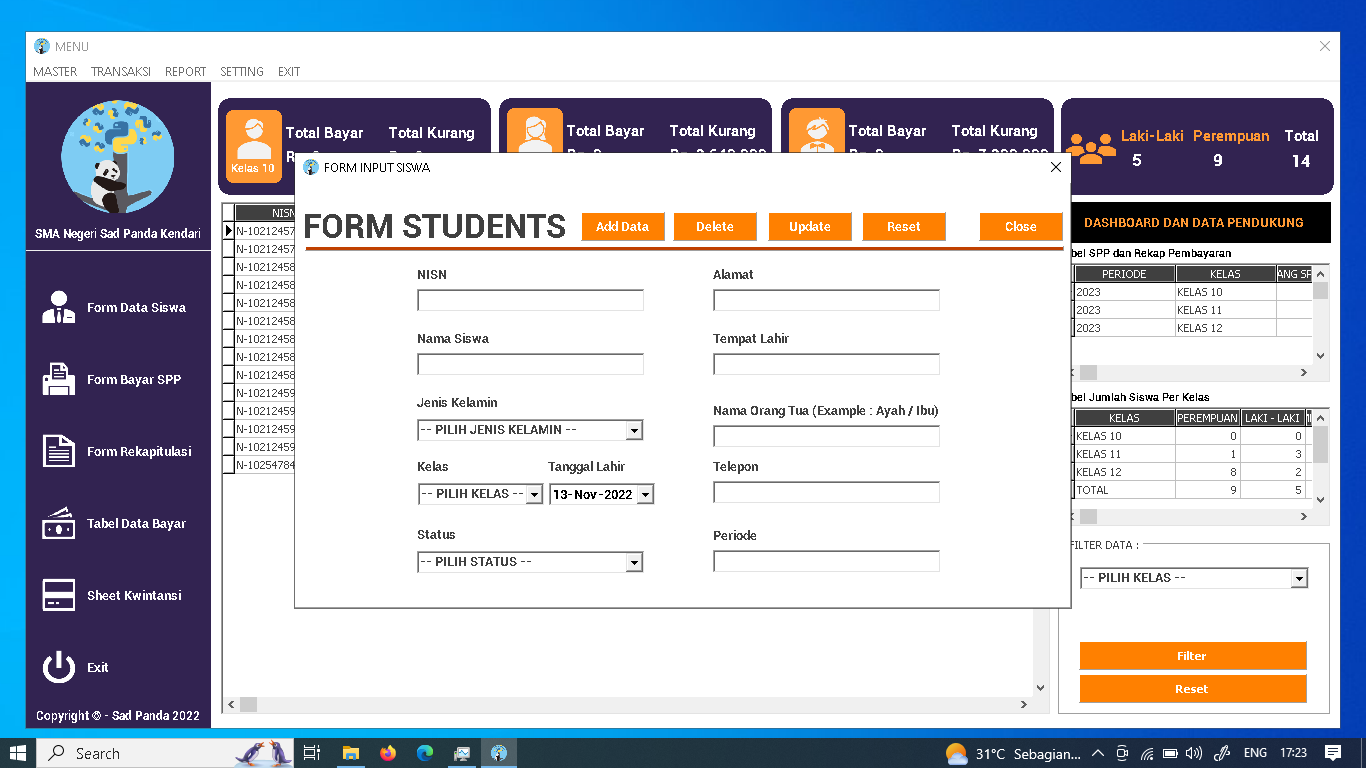 MENU
MASTER TRANSAKSI REPORT SETTING EXIT
SMA Negeri Sad Panda Kendari
Form Data Siswa
Form Bayar SPP
Form Rekapitulasi
Tabel Data Bayar
Sheet Kwintansi
Exit
Copyright © - Sad Panda 2022
Total Bayar Total Kurang
Kelas 10
Total Bayar Total Kurang
Total Bayar Total Kurang
Laki-Laki Perempuan Total
5 9 14
NISN
N-10212457
N-10212457
N-10212458
N-10212458
N-10212458
N-10212458
N-10212458
N-10212458
N-10212458
N-10212459
N-10212459
N-10212459
N-10212459
N-10254784
FORM INPUT SISWA
FORM STUDENTS Add Data Delete Update Reset Close
NISN Alamat
Nama Siswa Tempat Lahir
Jenis Kelamin Nama Orang Tua (Example : Ayah / Ibu)
-- PILIH JENIS KELAMIN --
Kelas Tanggal Lahir Telepon
-- PILIH KELAS -- 13-Nov-2022
Status Periode
-- PILIH STATUS --
DASHBOARD DAN DATA PENDUKUNG
bel SPP dan Rekap Pembayaran
PERIODE KELAS ANG SP
2023 KELAS 10
2023 KELAS 11
2023 KELAS 12
bel Jumlah Siswa Per Kelas
KELAS PEREMPUAN LAKI - LAKI
KELAS 10 0 0
KELAS 11 1 3
KELAS 12 8 2
TOTAL 9 5
FILTER DATA :
-- PILIH KELAS --
Filter
Reset
Search
31°C Sebagian... ENG 17:23